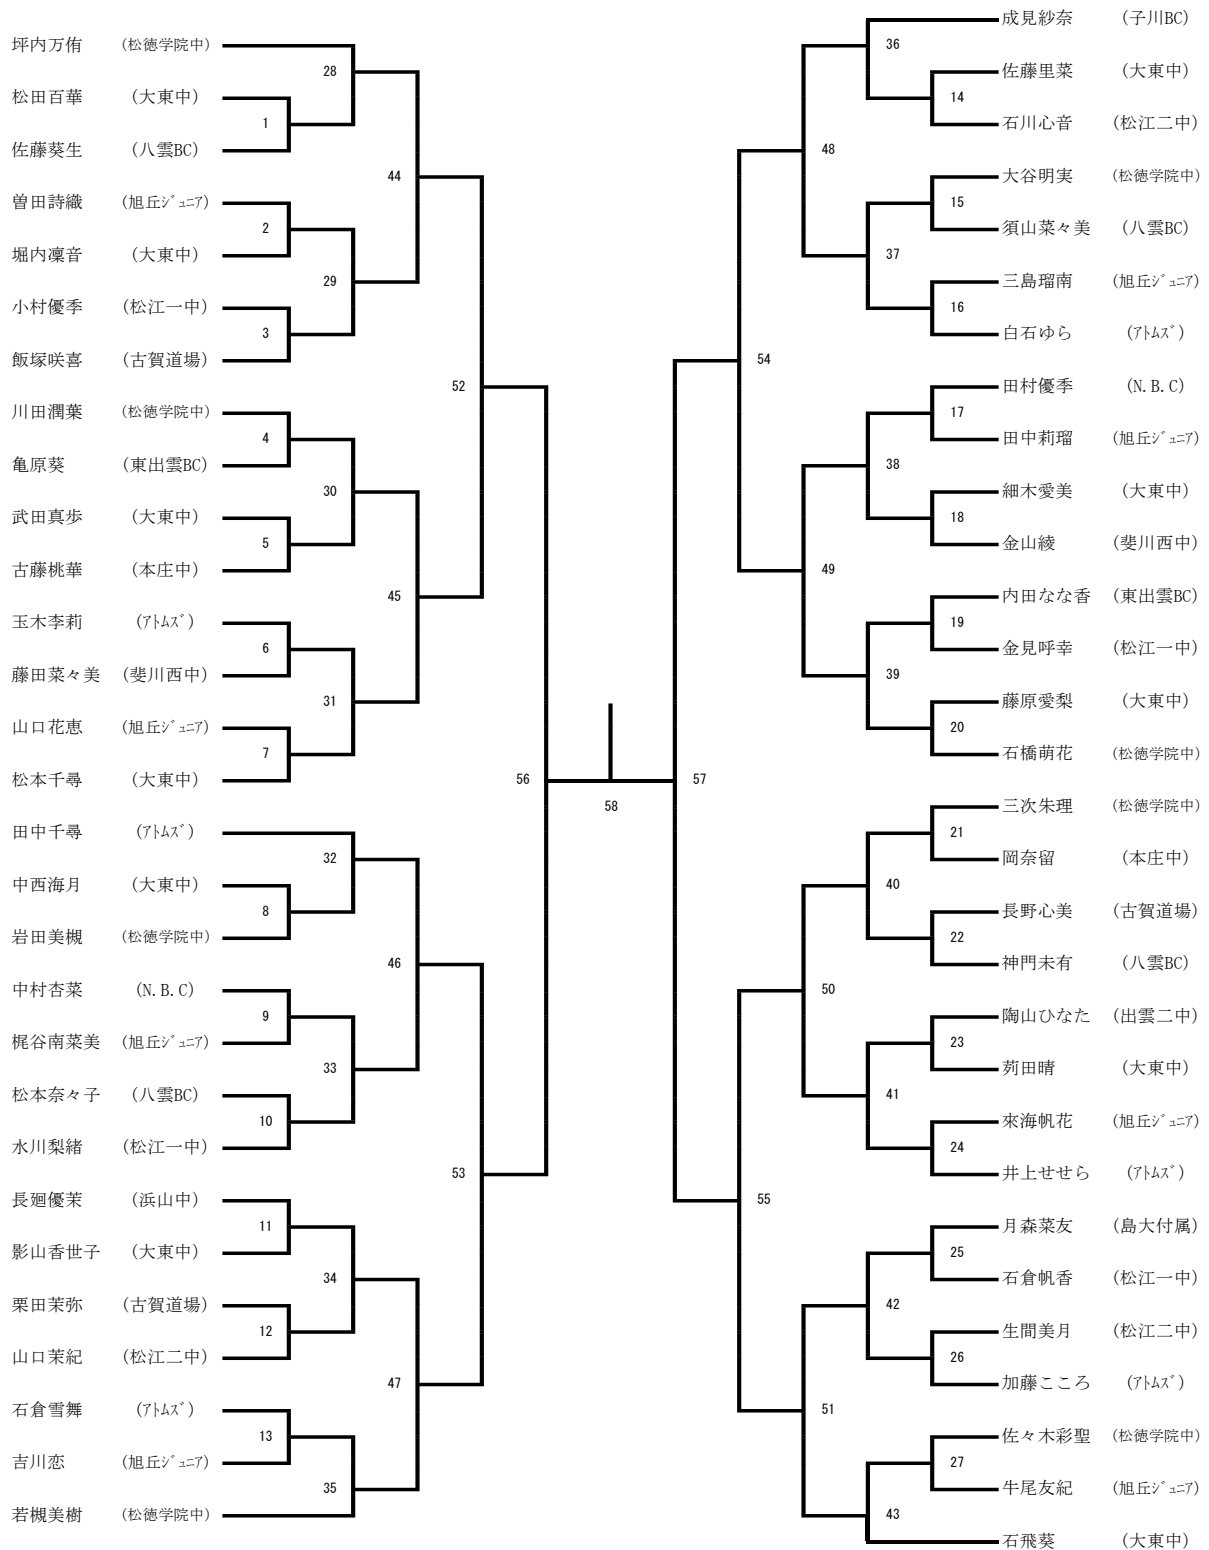 坪内万侑 (松徳学院中)
松田百華 (大東中)
佐藤葵生 (八雲BC)
曽田詩織 (旭丘ｼﾞｭﾆｱ)
堀内凜音 (大東中)
小村優季 (松江一中)
飯塚咲喜 (古賀道場)
川田潤葉 (松徳学院中)
亀原葵 (東出雲BC)
武田真歩 (大東中)
古藤桃華 (本庄中)
玉木李莉 (ｱﾄﾑｽﾞ)
藤田菜々美 (斐川西中)
山口花恵 (旭丘ｼﾞｭﾆｱ)
松本千尋 (大東中)
田中千尋 (ｱﾄﾑｽﾞ)
中西海月 (大東中)
岩田美槻 (松徳学院中)
中村杏菜 (N.B.C)
梶谷南菜美 (旭丘ｼﾞｭﾆｱ)
松本奈々子 (八雲BC)
水川梨緒 (松江一中)
長廻優茉 (浜山中)
影山香世子 (大東中)
栗田茉弥 (古賀道場)
山口茉紀 (松江二中)
石倉雪舞 (ｱﾄﾑｽﾞ)
吉川恋 (旭丘ｼﾞｭﾆｱ)
若槻美樹 (松徳学院中)
1
2
3
4
5
6
7
8
9
10
11
12
13
28
29
30
31
32
33
34
35
44
45
46
47
52
53
56
58
57
54
55
48
49
50
51
36
37
38
39
40
41
42
43
14
15
16
17
18
19
20
21
22
23
24
25
26
27
成見紗奈 (子川BC)
佐藤里菜 (大東中)
石川心音 (松江二中)
大谷明実 (松徳学院中)
須山菜々美 (八雲BC)
三島瑠南 (旭丘ｼﾞｭﾆｱ)
白石ゆら (ｱﾄﾑｽﾞ)
田村優季 (N.B.C)
田中莉瑠 (旭丘ｼﾞｭﾆｱ)
細木愛美 (大東中)
金山綾 (斐川西中)
内田なな香 (東出雲BC)
金見呼幸 (松江一中)
藤原愛梨 (大東中)
石橋萌花 (松徳学院中)
三次朱理 (松徳学院中)
岡奈留 (本庄中)
長野心美 (古賀道場)
神門未有 (八雲BC)
陶山ひなた (出雲二中)
苅田晴 (大東中)
來海帆花 (旭丘ｼﾞｭﾆｱ)
井上せせら (ｱﾄﾑｽﾞ)
月森菜友 (島大付属)
石倉帆香 (松江一中)
生間美月 (松江二中)
加藤こころ (ｱﾄﾑｽﾞ)
佐々木彩聖 (松徳学院中)
牛尾友紀 (旭丘ｼﾞｭﾆｱ)
石飛葵 (大東中)